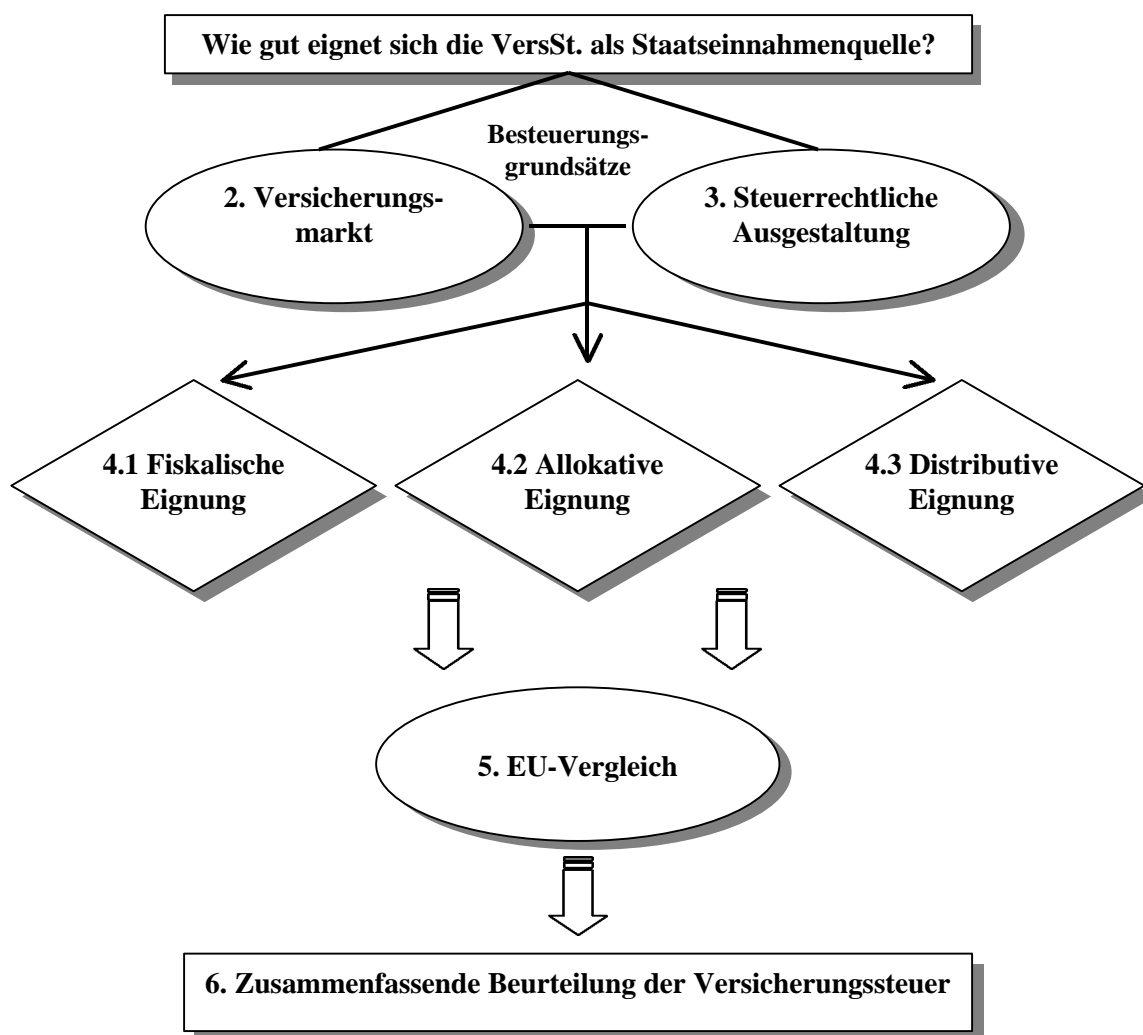 Wie gut eignet sich die VersSt. als Staatseinnahmenquelle?
Besteuerungs-
grundsätze
2. Versicherungs-
markt
3. Steuerrechtliche
Ausgestaltung
4.1 Fiskalische
Eignung
4.2 Allokative
Eignung
4.3 Distributive
Eignung
5. EU-Vergleich
6. Zusammenfassende Beurteilung der Versicherungssteuer